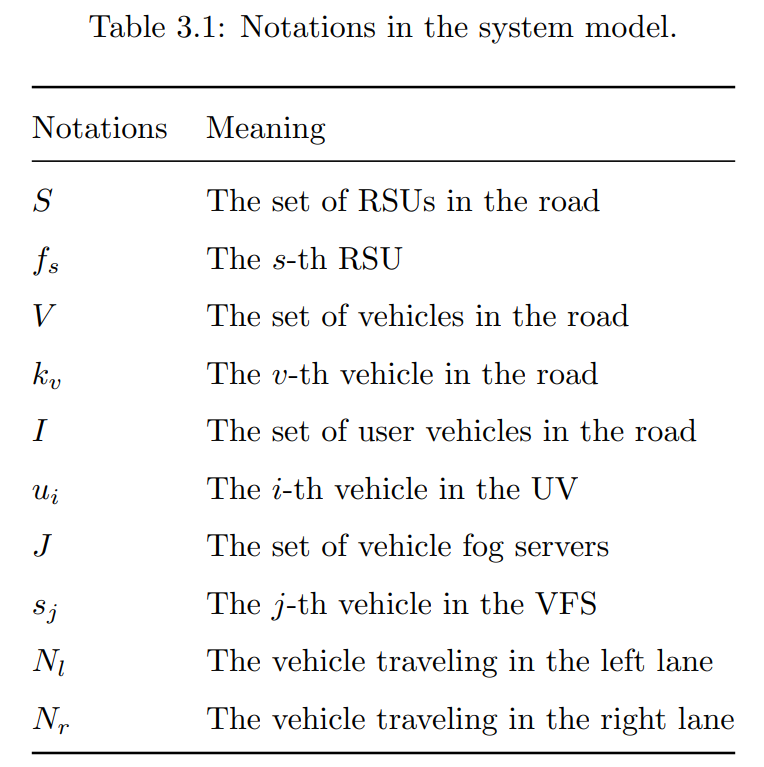 Table 3.1: Notations in the system model.
Notations Meaning
S The set of RSUs in the road
f_s The s-th RSU
V The set of vehicles in the road
k_v The v-th vehicle in the road
I The set of user vehicles in the road
u_i The i-th vehicle in the UV
J The set of vehicle fog servers
s_j The j-th vehicle in the VFS
N_l The vehicle traveling in the left lane
N_r The vehicle traveling in the right lane